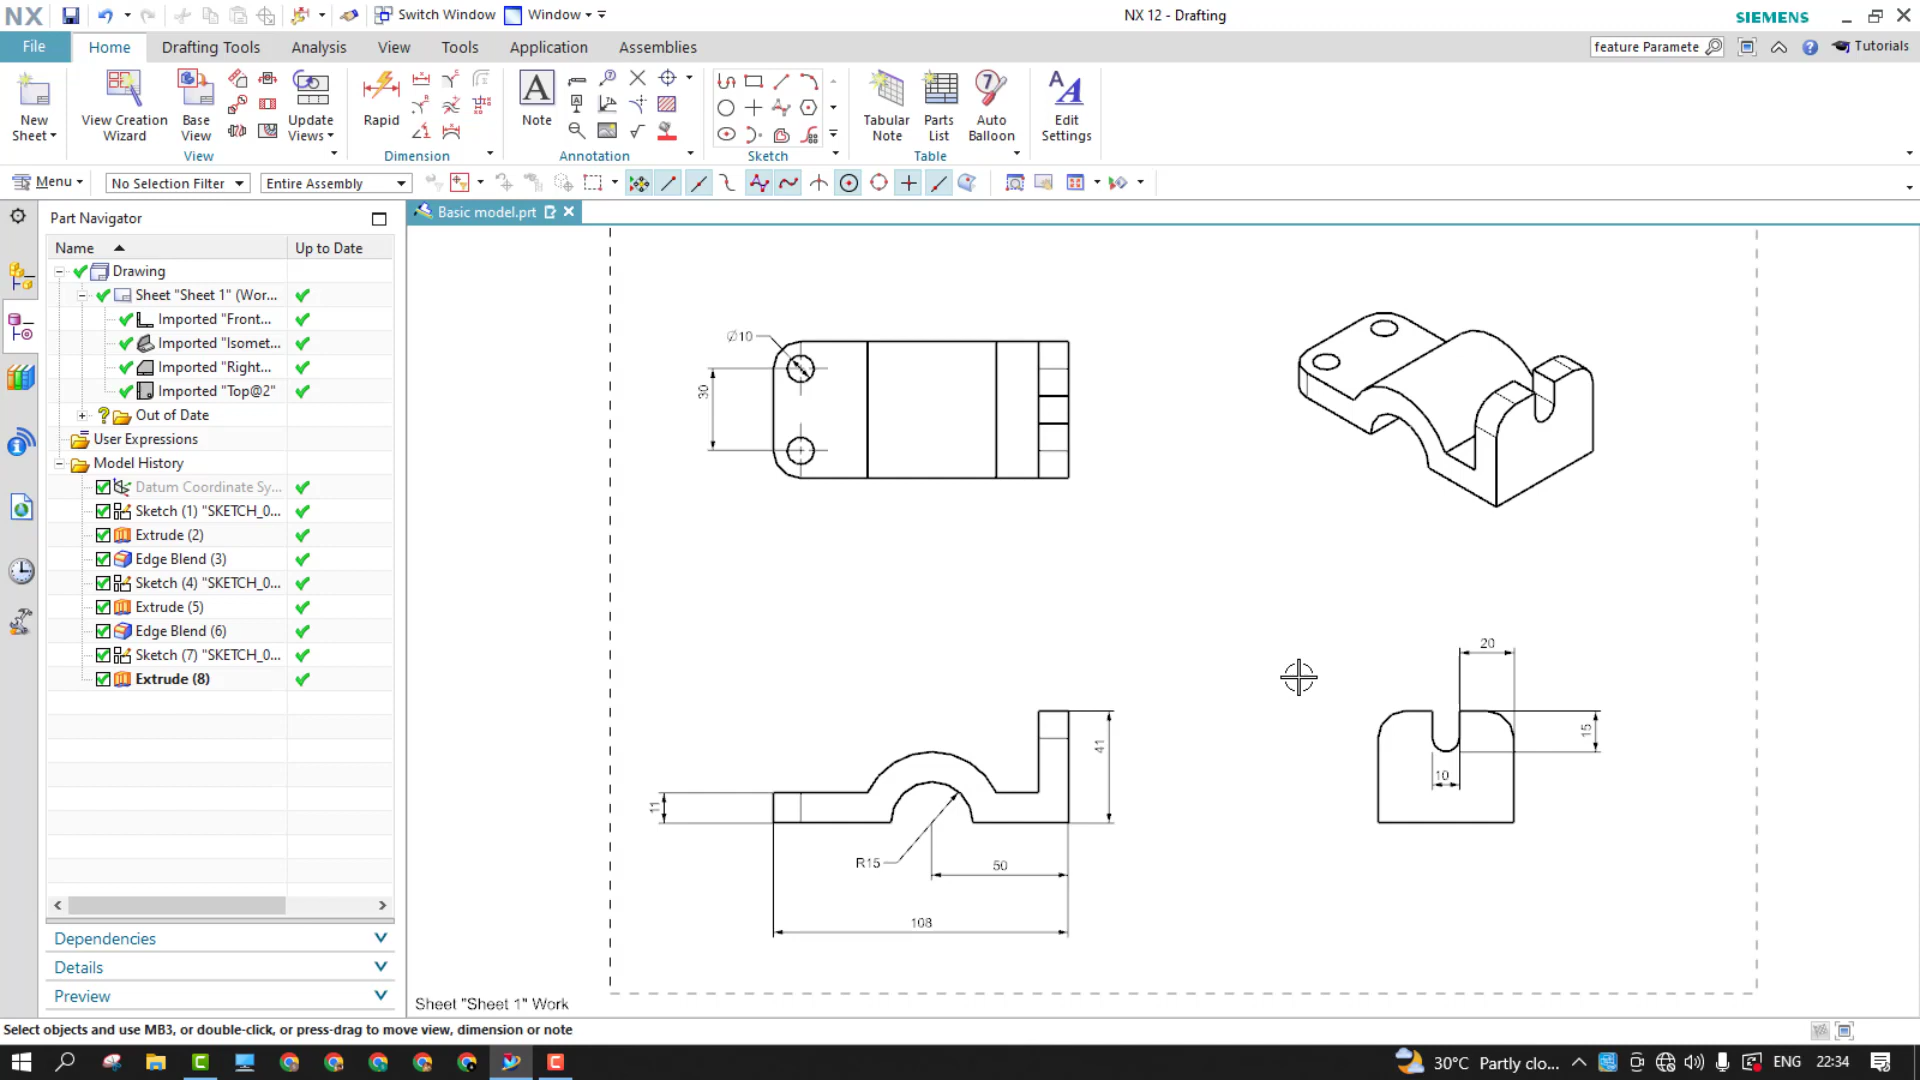 NX
Switch Window
Window
NX 12 - Drafting
SIEMENS
File
Home
Drafting Tools
Analysis
View
Tools
Application
Assemblies
feature Paramete
Tutorials
New Sheet
View Creation Wizard
Base View
Update Views
View
Rapid
Dimension
A
Note
Annotation
Sketch
Tabular Note
Parts List
Auto Balloon
Table
Edit Settings
Menu
No Selection Filter
Entire Assembly
Part Navigator
Basic model.prt
Name
Up to Date
Drawing
Sheet "Sheet 1" (Wor...
Imported "Front...
Imported "Isomet...
Imported "Right...
Imported "Top@2"
Out of Date
User Expressions
Model History
Datum Coordinate Sy...
Sketch (1) "SKETCH_0...
Extrude (2)
Edge Blend (3)
Sketch (4) "SKETCH_0...
Extrude (5)
Edge Blend (6)
Sketch (7) "SKETCH_0...
Extrude (8)
Dependencies
Details
Preview
Ø10
30
11
R15
50
108
41
20
15
10
Sheet "Sheet 1" Work
Select objects and use MB3, or double-click, or press-drag to move view, dimension or note
30°C Partly clo...
ENG
22:34